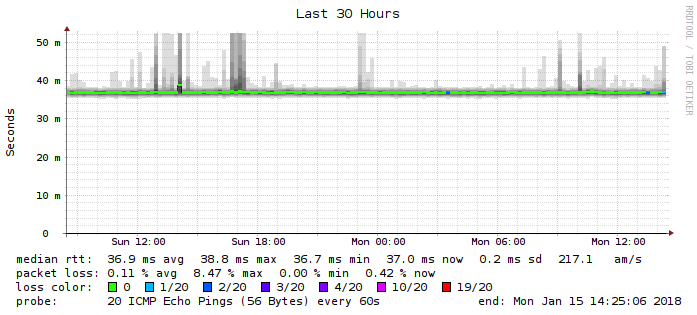 Last 30 Hours
RRDTOOL / TOBI OETIKER
Seconds
50 m
40 m
30 m
20 m
10 m
0
Sun 12:00 Sun 18:00 Mon 00:00 Mon 06:00 Mon 12:00
median rtt: 36.9 ms avg 38.8 ms max 36.7 ms min 37.0 ms now 0.2 ms sd 217.1 am/s
packet loss: 0.11 % avg 8.47 % max 0.00 % min 0.42 % now
loss color: 0 1/20 2/20 3/20 4/20 10/20 19/20
probe: 20 ICMP Echo Pings (56 Bytes) every 60s end: Mon Jan 15 14:25:06 2018